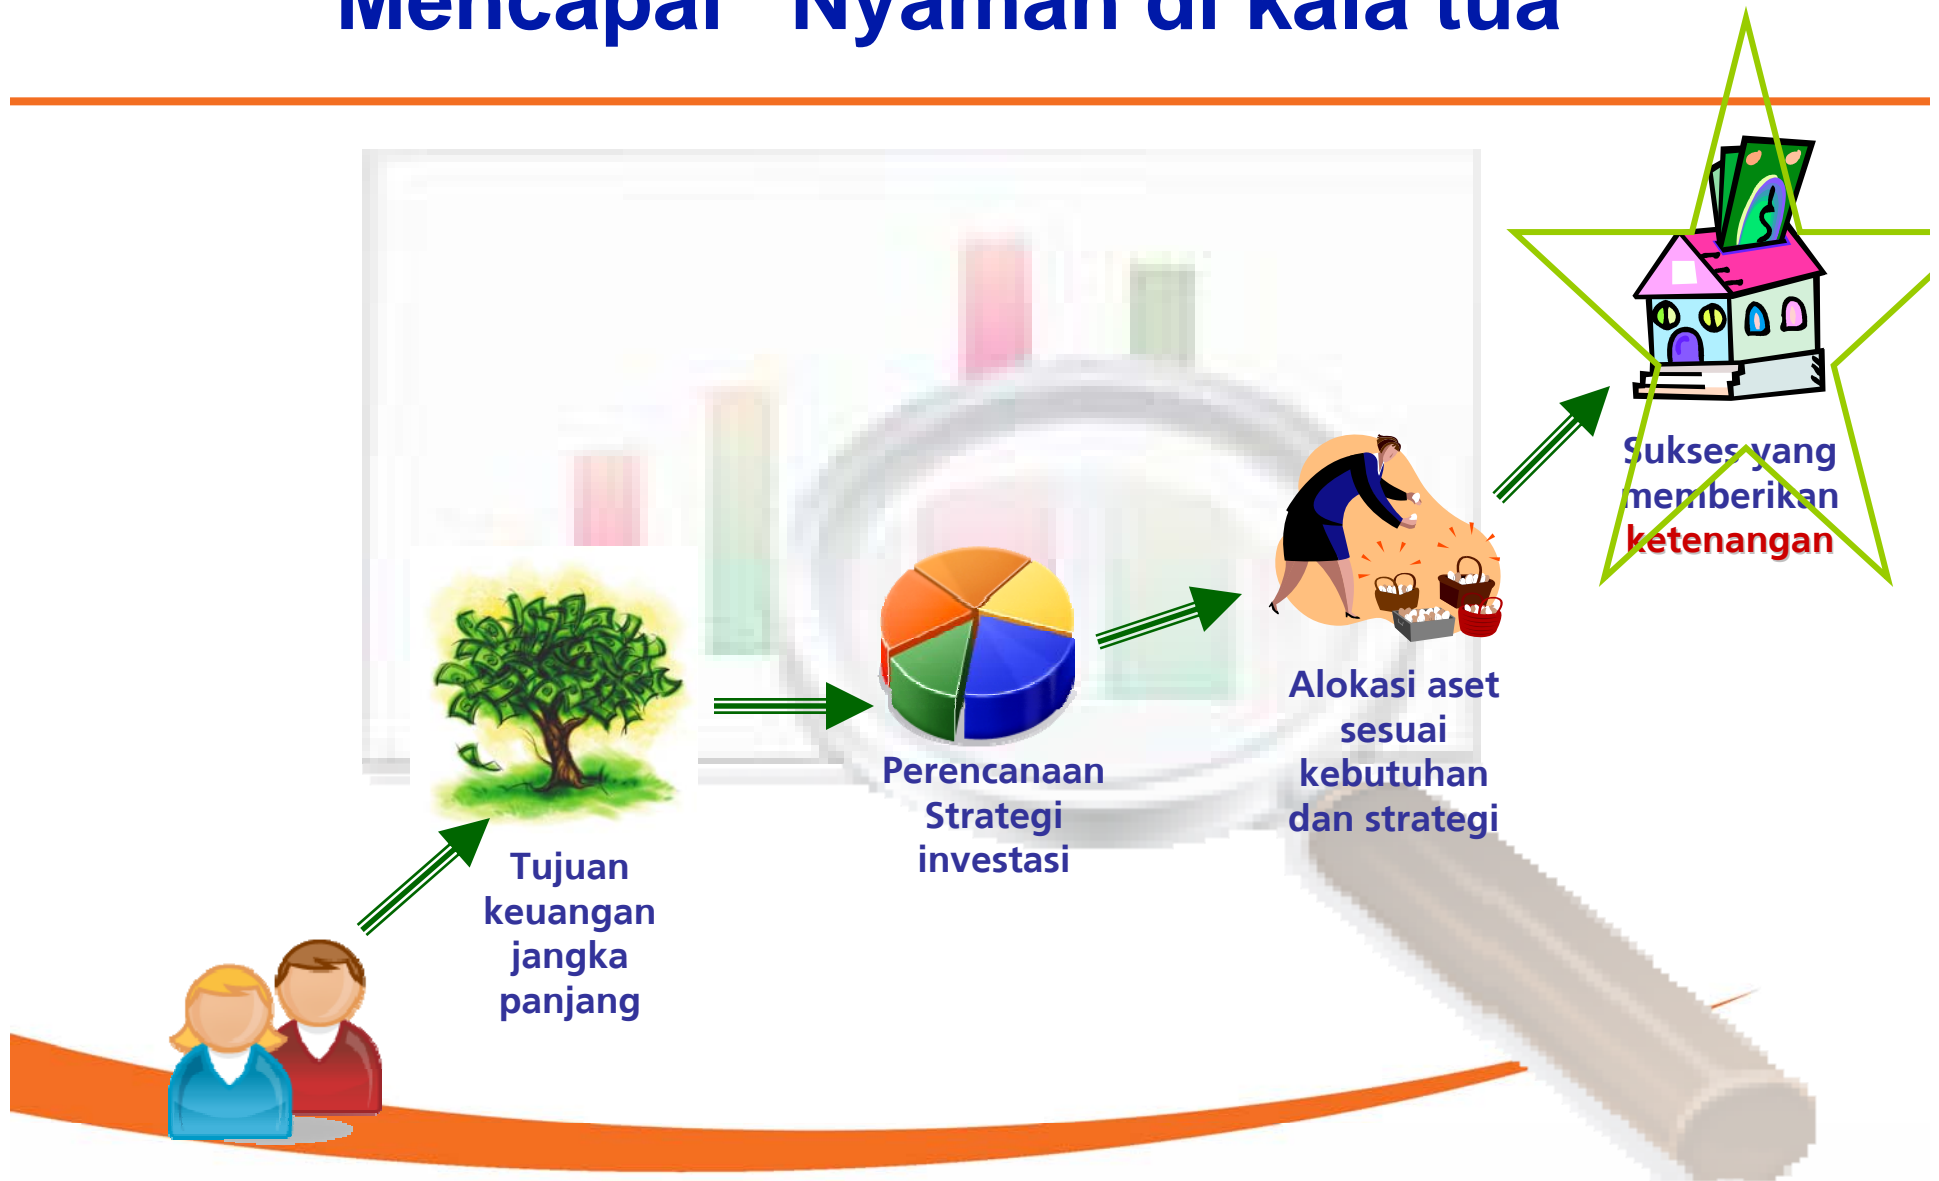 Mencapai "Nyaman di kala tua"
Tujuan
keuangan
jangka
panjang
Perencanaan
Strategi
investasi
Alokasi aset
sesuai
kebutuhan
dan strategi
Sukses yang
memberikan
ketenangan